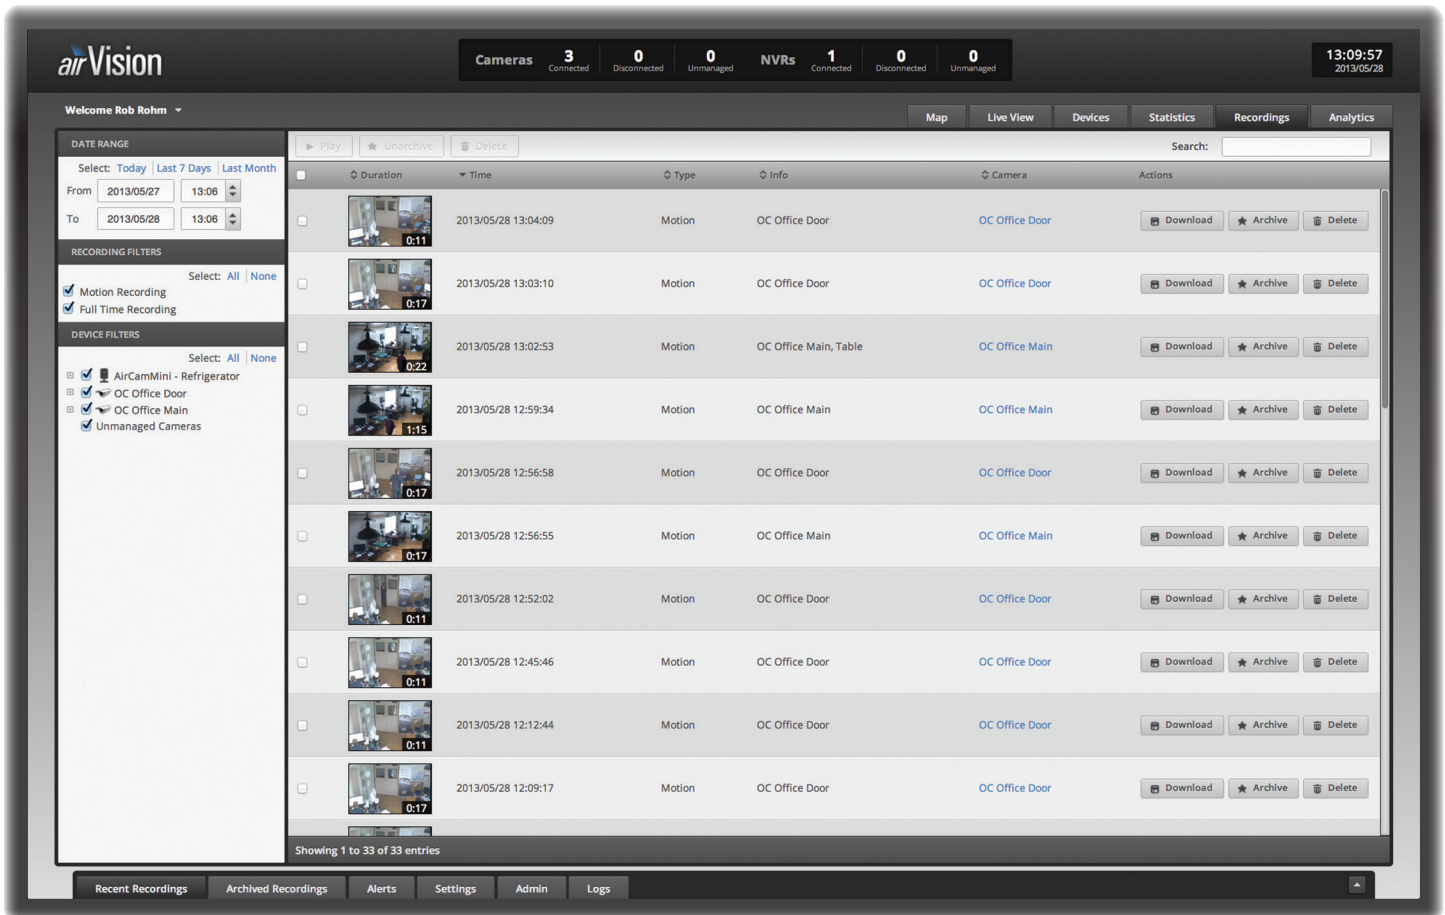 airVision
Cameras 3 Connected 0 Disconnected 0 Unmanaged NVRs 1 Connected 0 Disconnected 0 Unmanaged
13:09:57
2013/05/28
Welcome Rob Rohm
Map Live View Devices Statistics Recordings Analytics
DATE RANGE
Select: Today Last 7 Days Last Month
From 2013/05/27 13:06
To 2013/05/28 13:06
RECORDING FILTERS
Select: All None
Motion Recording
Full Time Recording
DEVICE FILTERS
Select: All None
AirCamMini - Refrigerator
OC Office Door
OC Office Main
Unmanaged Cameras
Play Unarchive Delete Search:
Duration Time Type Info Camera Actions
0:11 2013/05/28 13:04:09 Motion OC Office Door OC Office Door Download Archive Delete
0:17 2013/05/28 13:03:10 Motion OC Office Door OC Office Door Download Archive Delete
0:22 2013/05/28 13:02:53 Motion OC Office Main, Table OC Office Main Download Archive Delete
1:15 2013/05/28 12:59:34 Motion OC Office Main OC Office Main Download Archive Delete
0:17 2013/05/28 12:56:58 Motion OC Office Door OC Office Door Download Archive Delete
0:17 2013/05/28 12:56:55 Motion OC Office Main OC Office Main Download Archive Delete
0:11 2013/05/28 12:52:02 Motion OC Office Door OC Office Door Download Archive Delete
0:11 2013/05/28 12:45:46 Motion OC Office Door OC Office Door Download Archive Delete
0:11 2013/05/28 12:12:44 Motion OC Office Door OC Office Door Download Archive Delete
0:17 2013/05/28 12:09:17 Motion OC Office Door OC Office Door Download Archive Delete
Showing 1 to 33 of 33 entries
Recent Recordings Archived Recordings Alerts Settings Admin Logs